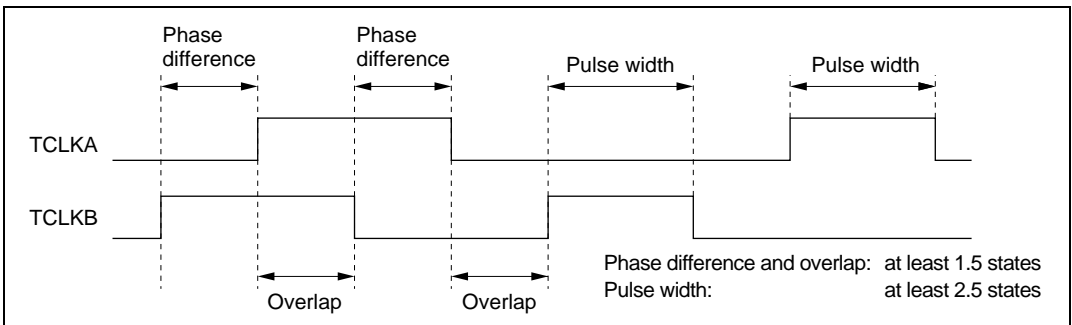 Phase
difference
Phase
difference
Pulse width
Pulse width
TCLKA
TCLKB
Overlap
Overlap
Phase difference and overlap: at least 1.5 states
Pulse width: at least 2.5 states